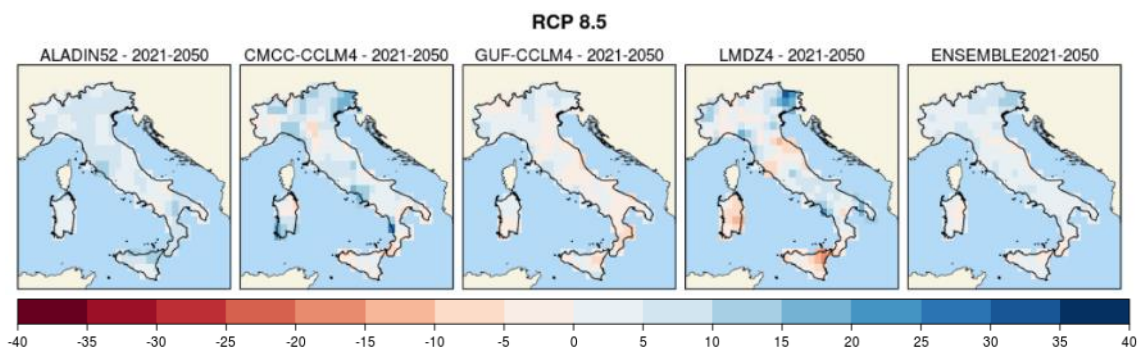 RCP 8.5
ALADIN52 - 2021-2050 CMCC-CCLM4 - 2021-2050 GUF-CCLM4 - 2021-2050 LMDZ4 - 2021-2050 ENSEMBLE2021-2050
-40 -35 -30 -25 -20 -15 -10 -5 0 5 10 15 20 25 30 35 40